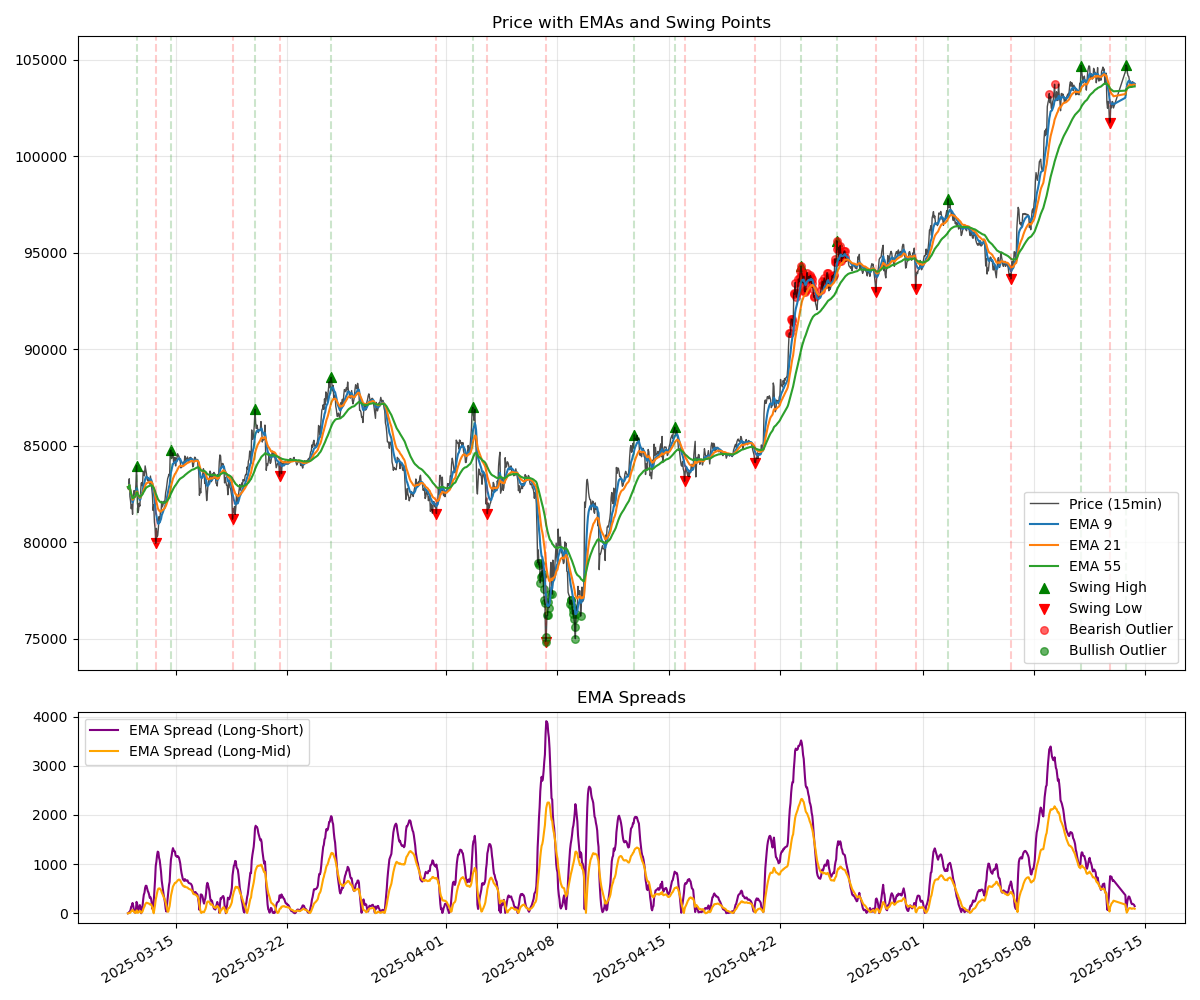 Price with EMAs and Swing Points
105000
100000
95000
90000
85000
80000
75000
Price (15min)
EMA 9
EMA 21
EMA 55
Swing High
Swing Low
Bearish Outlier
Bullish Outlier
EMA Spreads
4000
3000
2000
1000
0
EMA Spread (Long-Short)
EMA Spread (Long-Mid)
2025-03-15
2025-03-22
2025-04-01
2025-04-08
2025-04-15
2025-04-22
2025-05-01
2025-05-08
2025-05-15